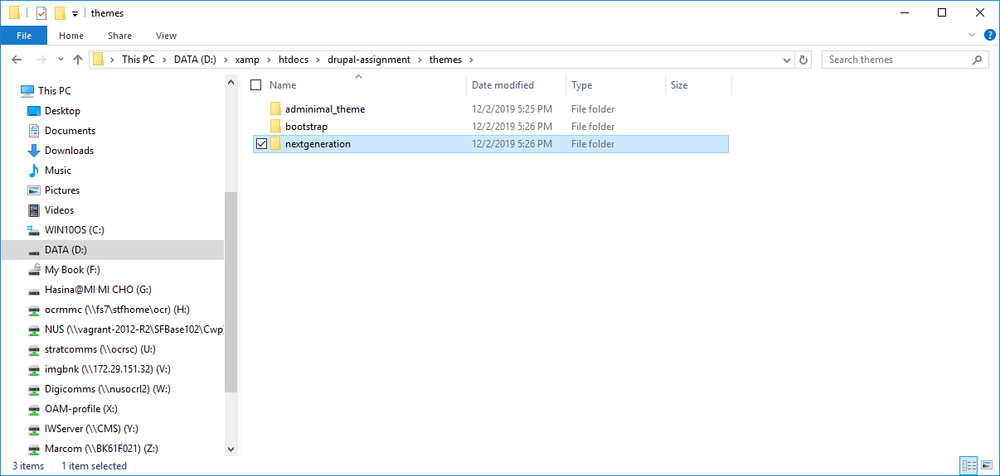 themes
File Home Share View
This PC DATA (D:) xamp htdocs drupal-assignment themes
Search themes
This PC
Desktop
Documents
Downloads
Music
Pictures
Videos
WIN10OS (C:)
DATA (D:)
My Book (F:)
Hasina@MI MI CHO (G:)
ocrmmc (\\fs7\stfhome\ocr) (H:)
NUS (\\vagrant-2012-R2\SFBase102\Cwp
stratcomms (\\ocrsc) (U:)
imgbnk (\\172.29.151.32) (V:)
Digicomms (\\nusocrl2) (W:)
OAM-profile (X:)
IWServer (\\CMS) (Y:)
Marcom (\\BK61F021) (Z:)
Name Date modified Type Size
adminimal_theme 12/2/2019 5:25 PM File folder
bootstrap 12/2/2019 5:26 PM File folder
nextgeneration 12/2/2019 5:26 PM File folder
3 items 1 item selected